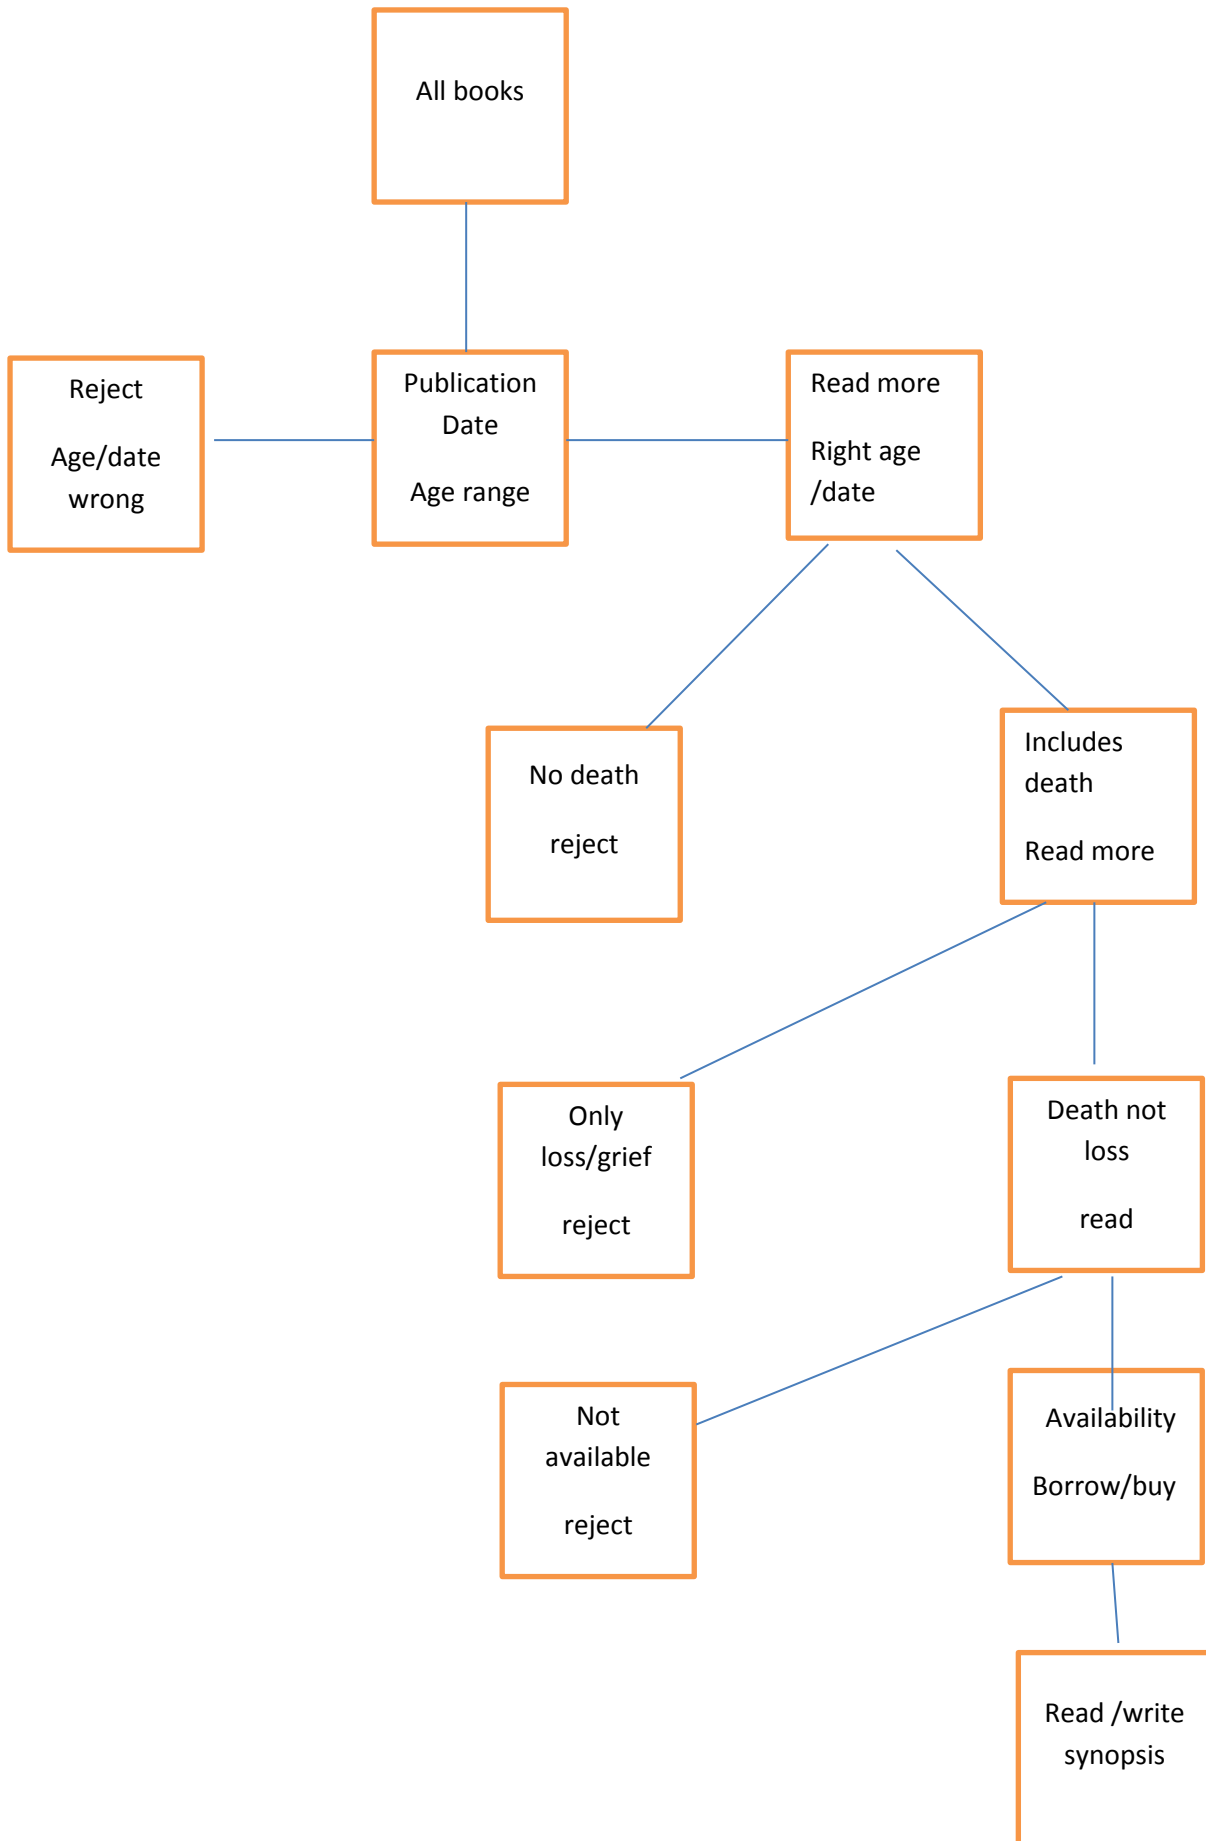 All books
Reject
Age/date
wrong
Publication
Date
Age range
Read more
Right age
/date
No death
reject
Includes
death
Read more
Only
loss/grief
reject
Death not
loss
read
Not
available
reject
Availability
Borrow/buy
Read /write
synopsis